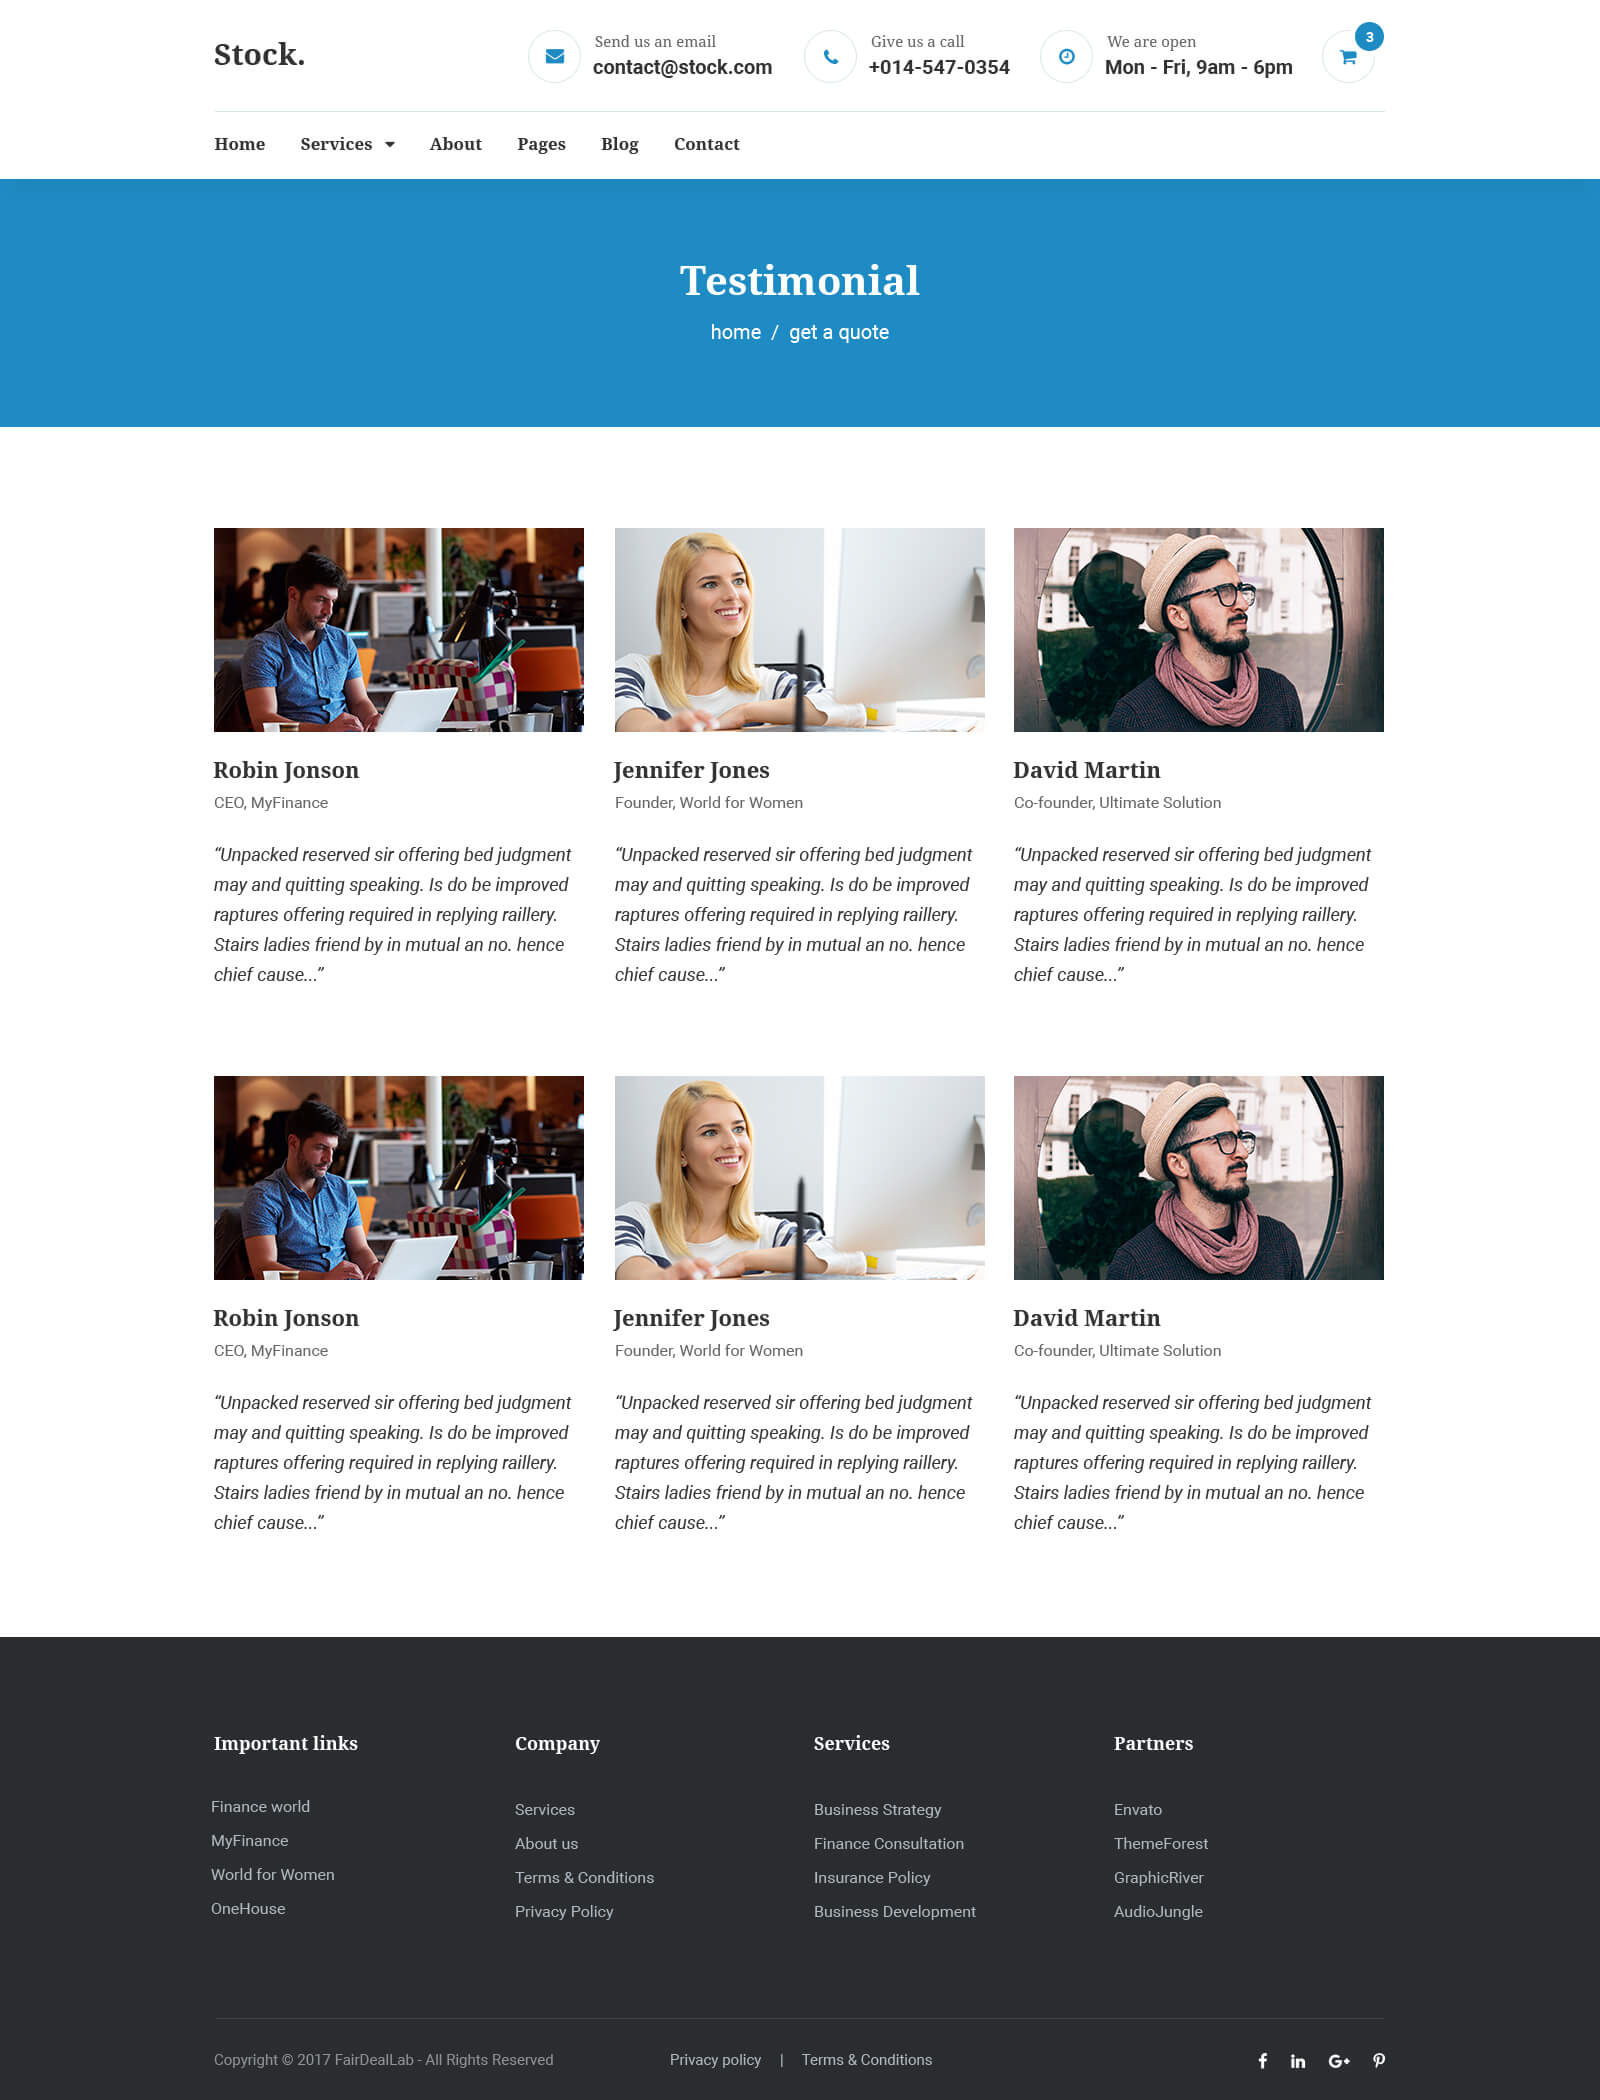 Stock.
Send us an email
contact@stock.com
Give us a call
+014-547-0354
We are open
Mon - Fri, 9am - 6pm
3
Home Services About Pages Blog Contact
Testimonial
home / get a quote
Robin Jonson
CEO, MyFinance
“Unpacked reserved sir offering bed judgment
may and quitting speaking. Is do be improved
raptures offering required in replying raillery.
Stairs ladies friend by in mutual an no. hence
chief cause...”
Jennifer Jones
Founder, World for Women
“Unpacked reserved sir offering bed judgment
may and quitting speaking. Is do be improved
raptures offering required in replying raillery.
Stairs ladies friend by in mutual an no. hence
chief cause...”
David Martin
Co-founder, Ultimate Solution
“Unpacked reserved sir offering bed judgment
may and quitting speaking. Is do be improved
raptures offering required in replying raillery.
Stairs ladies friend by in mutual an no. hence
chief cause...”
Robin Jonson
CEO, MyFinance
“Unpacked reserved sir offering bed judgment
may and quitting speaking. Is do be improved
raptures offering required in replying raillery.
Stairs ladies friend by in mutual an no. hence
chief cause...”
Jennifer Jones
Founder, World for Women
“Unpacked reserved sir offering bed judgment
may and quitting speaking. Is do be improved
raptures offering required in replying raillery.
Stairs ladies friend by in mutual an no. hence
chief cause...”
David Martin
Co-founder, Ultimate Solution
“Unpacked reserved sir offering bed judgment
may and quitting speaking. Is do be improved
raptures offering required in replying raillery.
Stairs ladies friend by in mutual an no. hence
chief cause...”
Important links
Finance world
MyFinance
World for Women
OneHouse
Company
Services
About us
Terms & Conditions
Privacy Policy
Services
Business Strategy
Finance Consultation
Insurance Policy
Business Development
Partners
Envato
ThemeForest
GraphicRiver
AudioJungle
Copyright © 2017 FairDealLab - All Rights Reserved
Privacy policy | Terms & Conditions